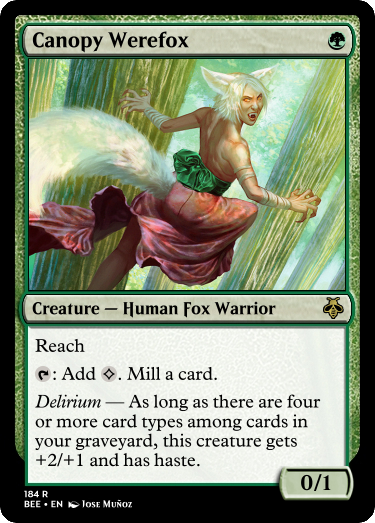 Canopy Werefox
Creature — Human Fox Warrior
Reach
: Add . Mill a card.
Delirium — As long as there are four
or more card types among cards in
your graveyard, this creature gets
+2/+1 and has haste.
0/1
184 R
BEE • EN Jose Muñoz